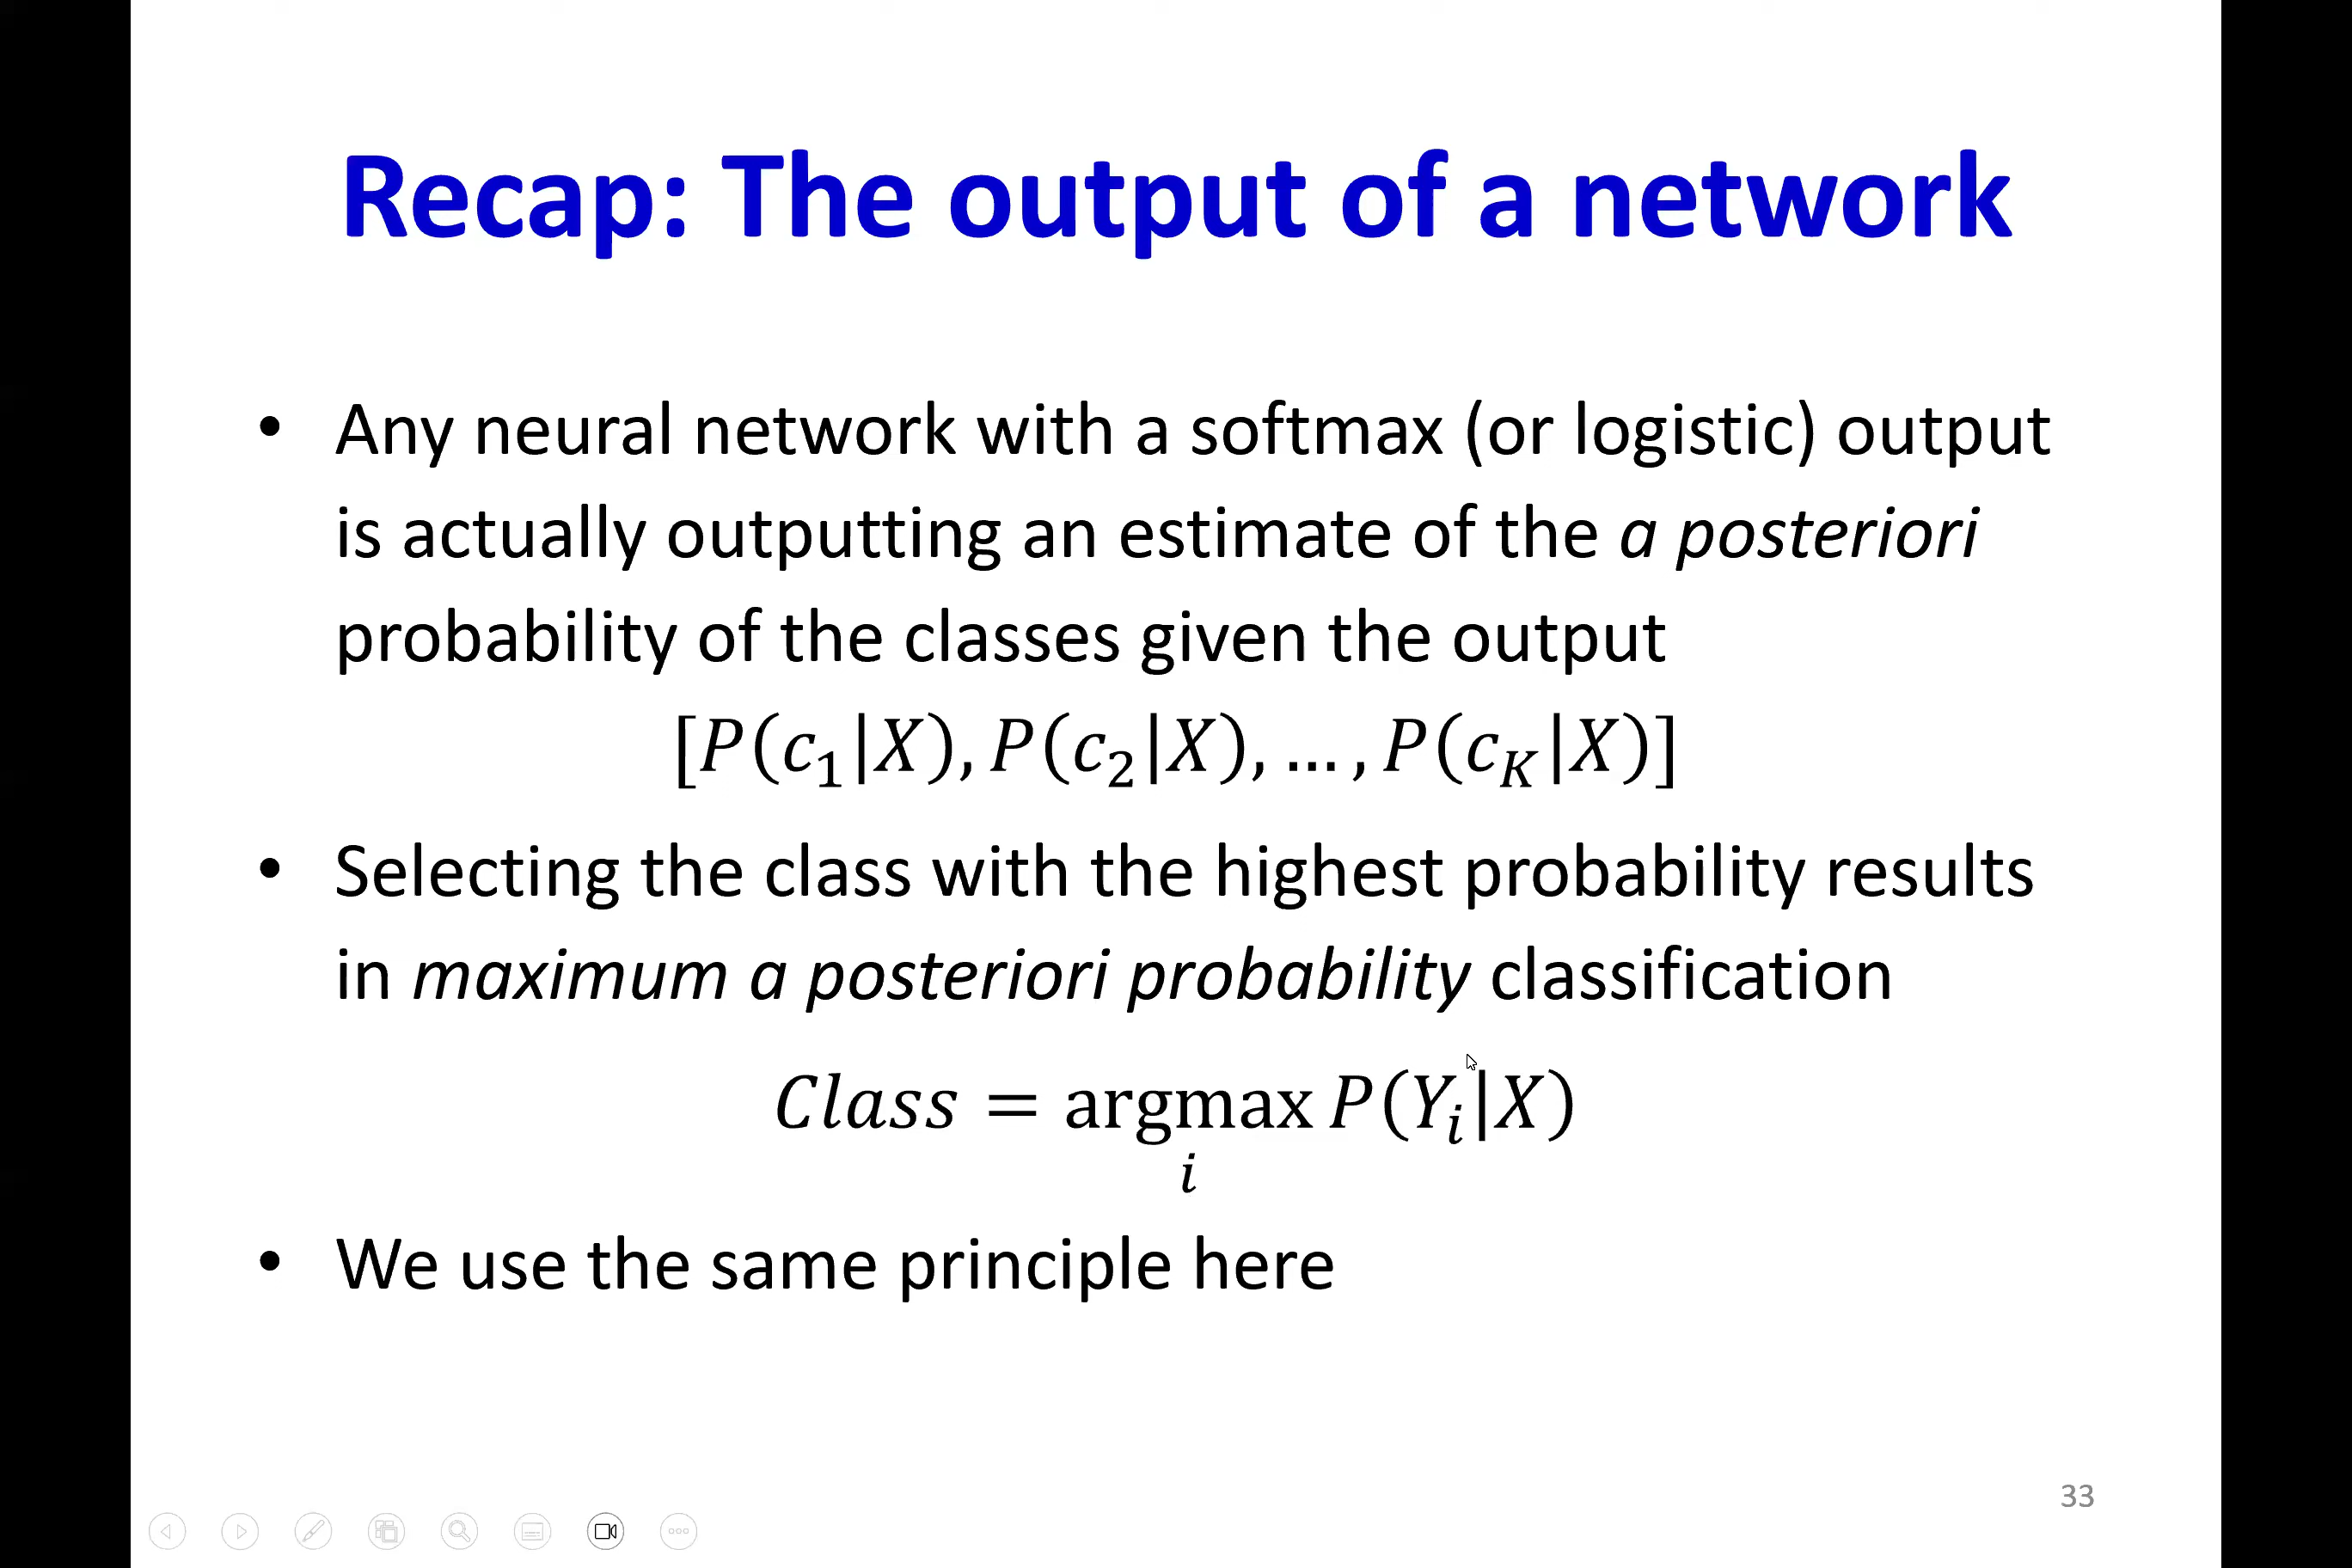 Recap: The output of a network
• Any neural network with a softmax (or logistic) output
is actually outputting an estimate of the a posteriori
probability of the classes given the output
[P(c₁|X), P(c₂|X), … , P(c_K|X)]
• Selecting the class with the highest probability results
in maximum a posteriori probability classification
Class = argmax P(Yᵢ|X)
i
• We use the same principle here
33